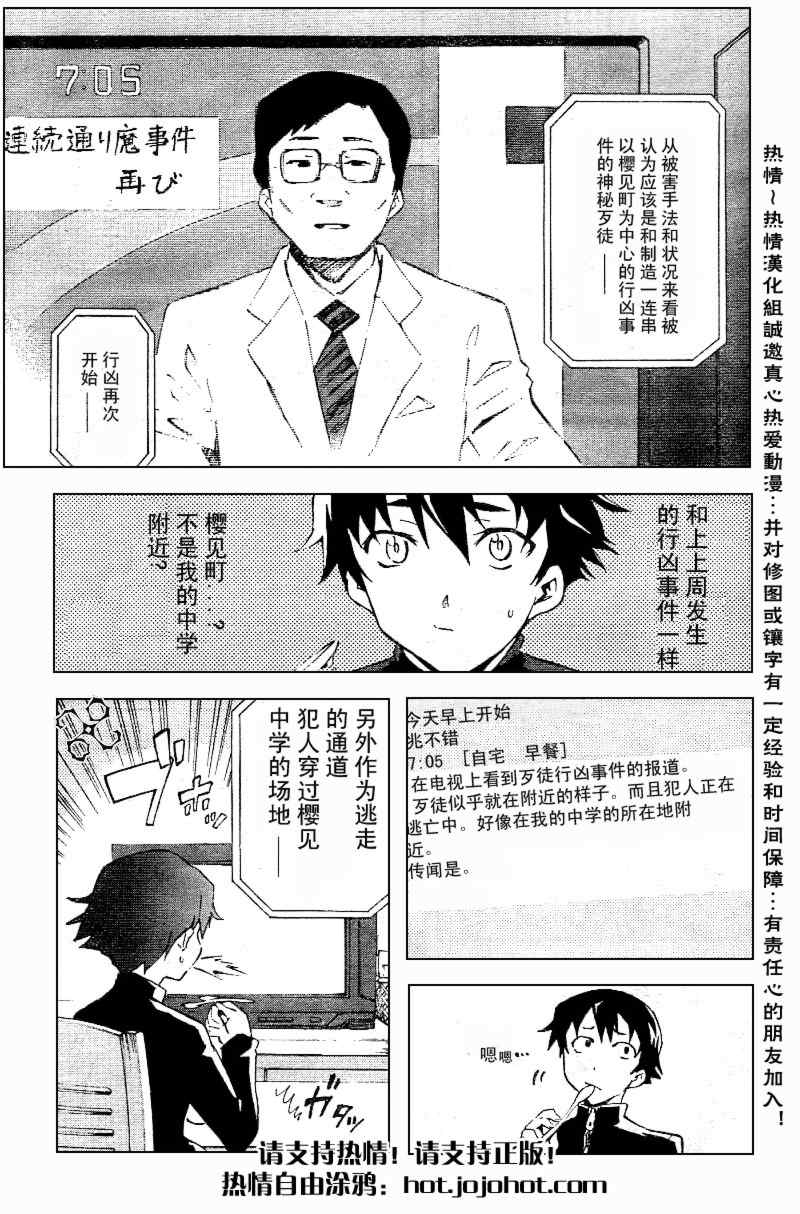 7:05
連続通り魔事件
再び
从被害手法和状况来看被
认为应该是和制造一连串
以樱见町为中心的行凶事
件的神秘歹徒——
行凶再次
开始——
和上上周发生
的行凶事件一样
樱见町...?
不是我的中学
附近?
今天早上开始
兆不错
7:05 [自宅 早餐]
在电视上看到歹徒行凶事件的报道。
歹徒似乎就在附近的样子。而且犯人正在
逃亡中。好像在我的中学的所在地附
近。
传闻是。
另外作为逃走
的通道
犯人穿过樱见
中学的场地——
ブッ
ガタッ
嗯嗯...
热情~热情漢化組誠邀真心热爱動漫...并对修图或镶字有一定经验和时间保障...有责任心的朋友加入!
请支持热情! 请支持正版!
热情自由涂鸦: hot.jojohot.com